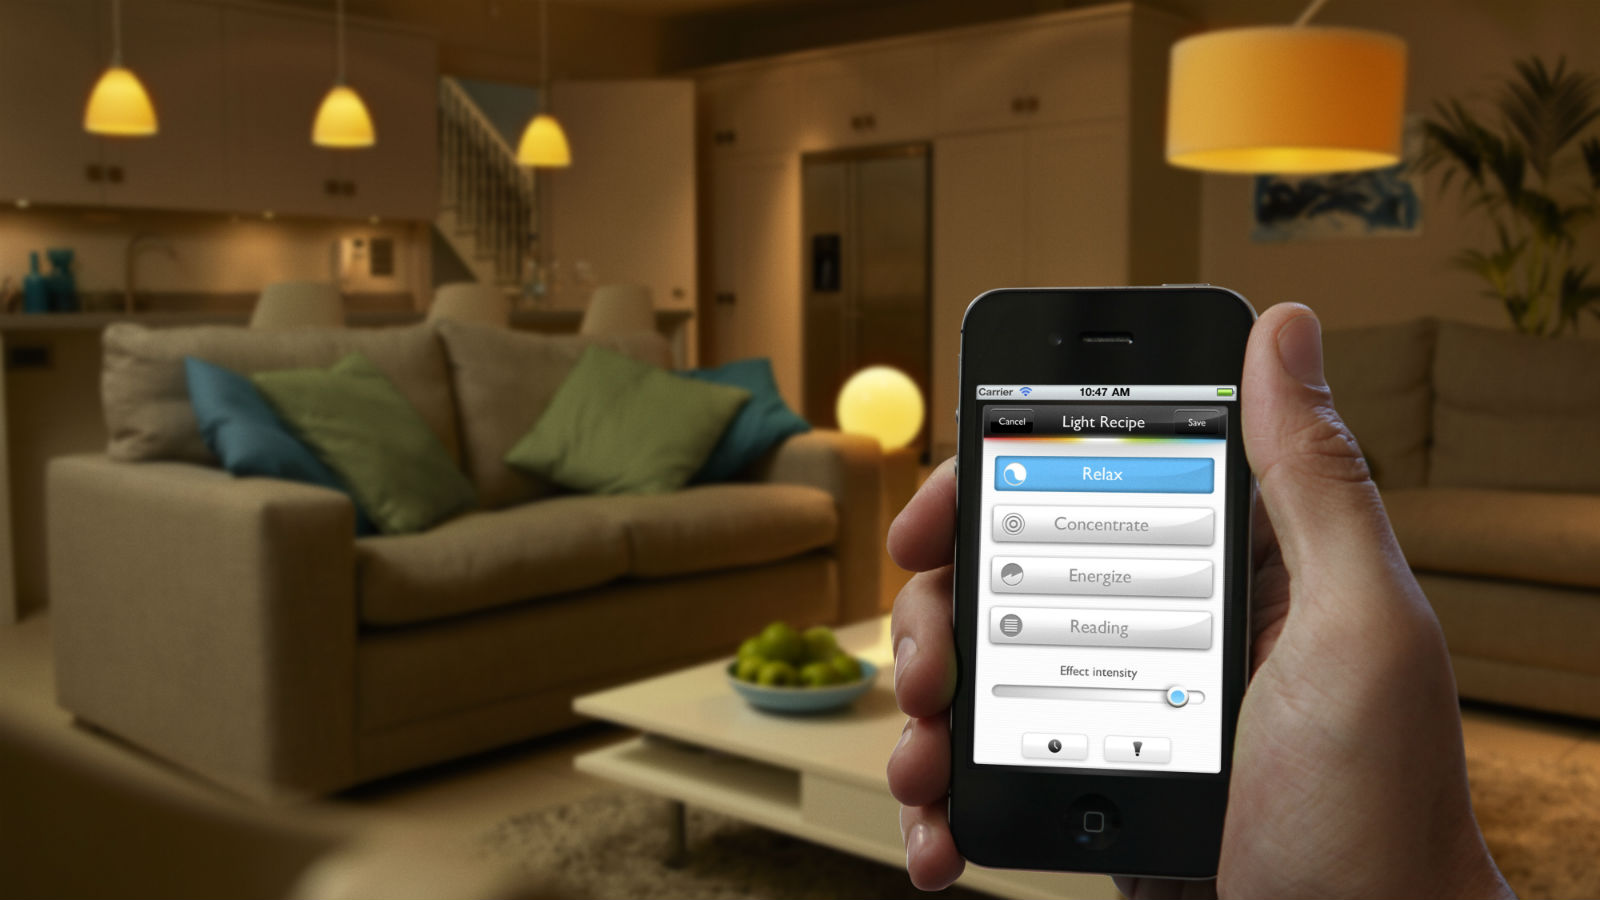 Carrier 10:47 AM
Cancel Light Recipe Save
Relax
Concentrate
Energize
Reading
Effect intensity